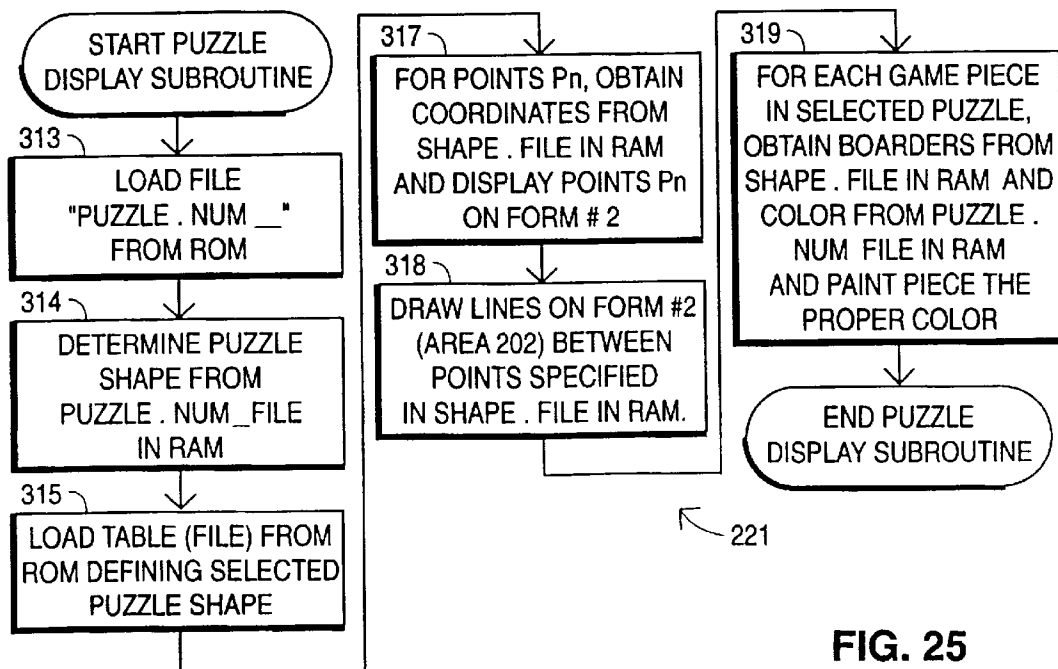 START PUZZLE
DISPLAY SUBROUTINE
313
LOAD FILE
"PUZZLE . NUM __"
FROM ROM
314
DETERMINE PUZZLE
SHAPE FROM
PUZZLE . NUM_FILE
IN RAM
315
LOAD TABLE (FILE) FROM
ROM DEFINING SELECTED
PUZZLE SHAPE
317
FOR POINTS Pn, OBTAIN
COORDINATES FROM
SHAPE . FILE IN RAM
AND DISPLAY POINTS Pn
ON FORM # 2
318
DRAW LINES ON FORM #2
(AREA 202) BETWEEN
POINTS SPECIFIED
IN SHAPE . FILE IN RAM.
319
FOR EACH GAME PIECE
IN SELECTED PUZZLE,
OBTAIN BOARDERS FROM
SHAPE . FILE IN RAM AND
COLOR FROM PUZZLE .
NUM FILE IN RAM
AND PAINT PIECE THE
PROPER COLOR
END PUZZLE
DISPLAY SUBROUTINE
221
FIG. 25